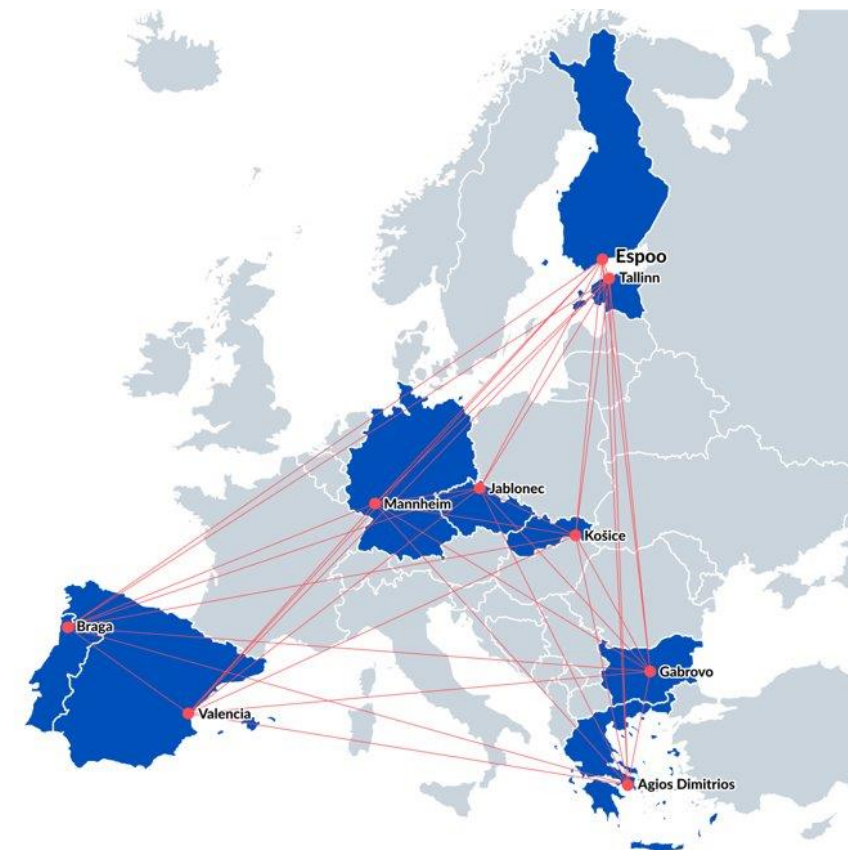 Espoo
Tallinn
Jablonec
Mannheim
Košice
Braga
Gabrovo
Valencia
Agios Dimitrios